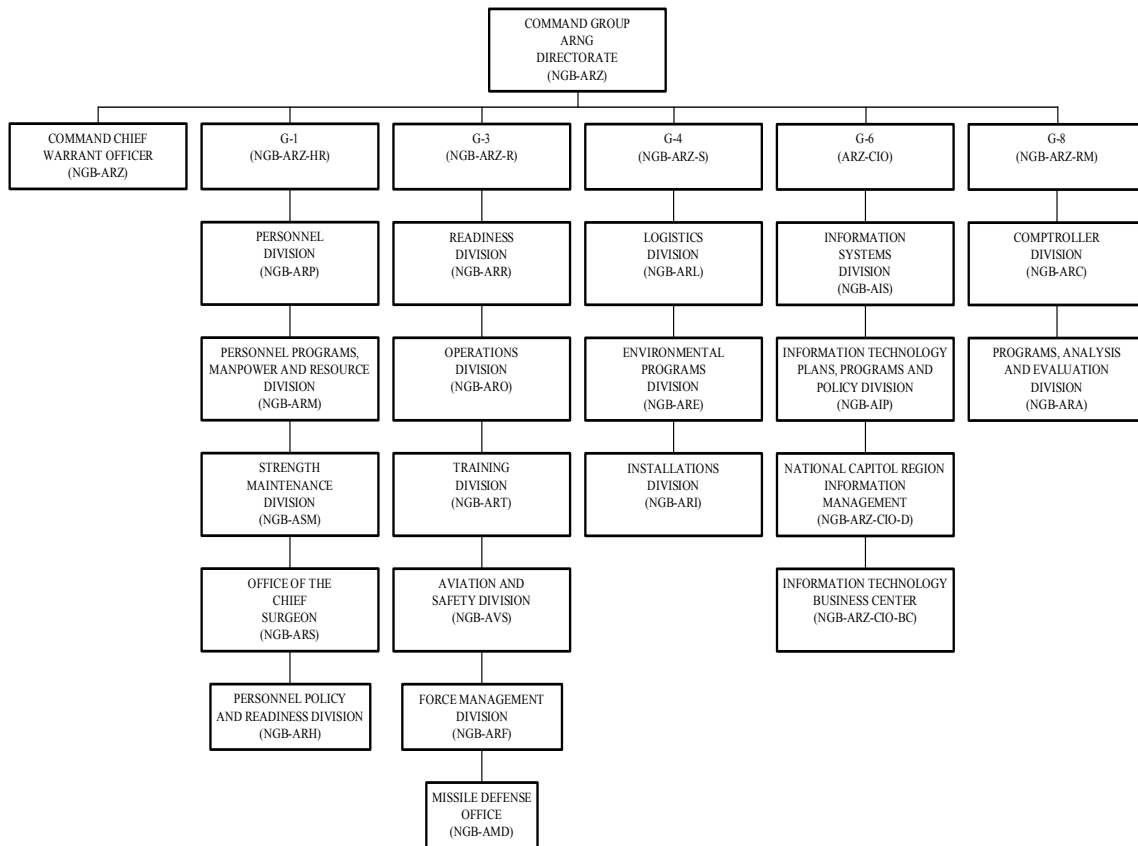 COMMAND GROUP
ARNG
DIRECTORATE
(NGB-ARZ)
COMMAND CHIEF
WARRANT OFFICER
(NGB-ARZ)
G-1
(NGB-ARZ-HR)
G-3
(NGB-ARZ-R)
G-4
(NGB-ARZ-S)
G-6
(ARZ-CIO)
G-8
(NGB-ARZ-RM)
PERSONNEL
DIVISION
(NGB-ARP)
READINESS
DIVISION
(NGB-ARR)
LOGISTICS
DIVISION
(NGB-ARL)
INFORMATION
SYSTEMS
DIVISION
(NGB-AIS)
COMPTROLLER
DIVISION
(NGB-ARC)
PERSONNEL PROGRAMS,
MANPOWER AND RESOURCE
DIVISION
(NGB-ARM)
OPERATIONS
DIVISION
(NGB-ARO)
ENVIRONMENTAL
PROGRAMS
DIVISION
(NGB-ARE)
INFORMATION TECHNOLOGY
PLANS, PROGRAMS AND
POLICY DIVISION
(NGB-AIP)
PROGRAMS, ANALYSIS
AND EVALUATION
DIVISION
(NGB-ARA)
STRENGTH
MAINTENANCE
DIVISION
(NGB-ASM)
TRAINING
DIVISION
(NGB-ART)
INSTALLATIONS
DIVISION
(NGB-ARI)
NATIONAL CAPITOL REGION
INFORMATION
MANAGEMENT
(NGB-ARZ-CIO-D)
OFFICE OF THE
CHIEF
SURGEON
(NGB-ARS)
AVIATION AND
SAFETY DIVISION
(NGB-AVS)
INFORMATION TECHNOLOGY
BUSINESS CENTER
(NGB-ARZ-CIO-BC)
PERSONNEL POLICY
AND READINESS DIVISION
(NGB-ARH)
FORCE MANAGEMENT
DIVISION
(NGB-ARF)
MISSILE DEFENSE
OFFICE
(NGB-AMD)